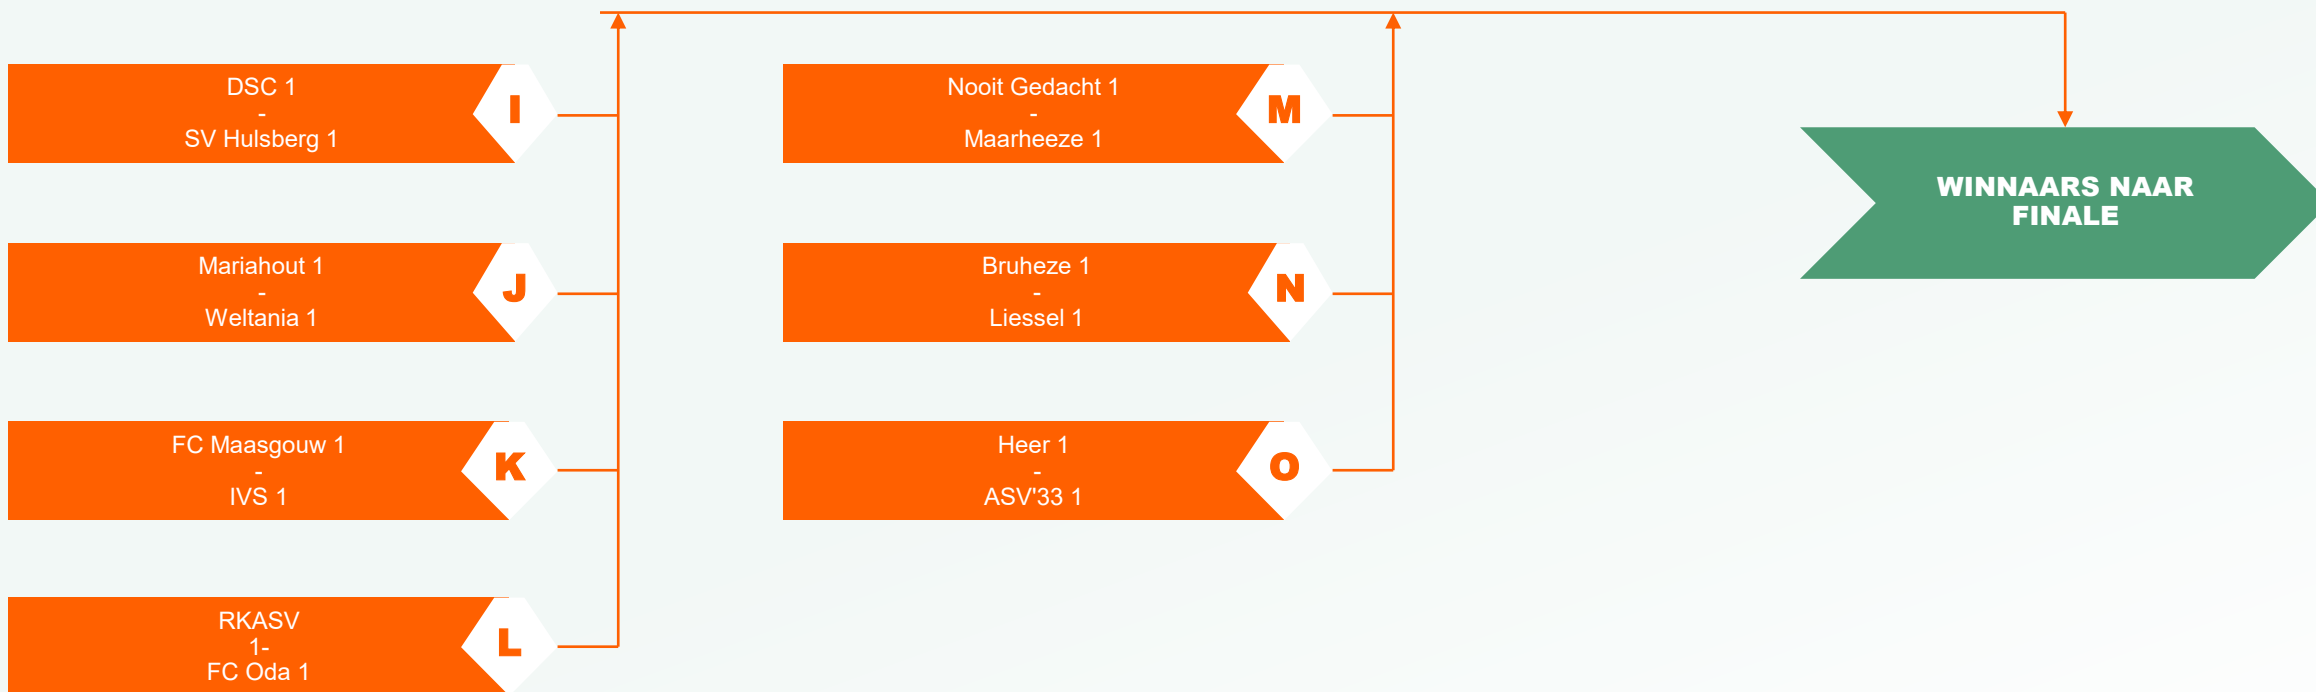 DSC 1
-
SV Hulsberg 1
I
Mariahout 1
-
Weltania 1
J
FC Maasgouw 1
-
IVS 1
K
RKASV
1-
FC Oda 1
L
Nooit Gedacht 1
-
Maarheeze 1
M
Bruheze 1
-
Liessel 1
N
Heer 1
-
ASV'33 1
O
WINNAARS NAAR
FINALE